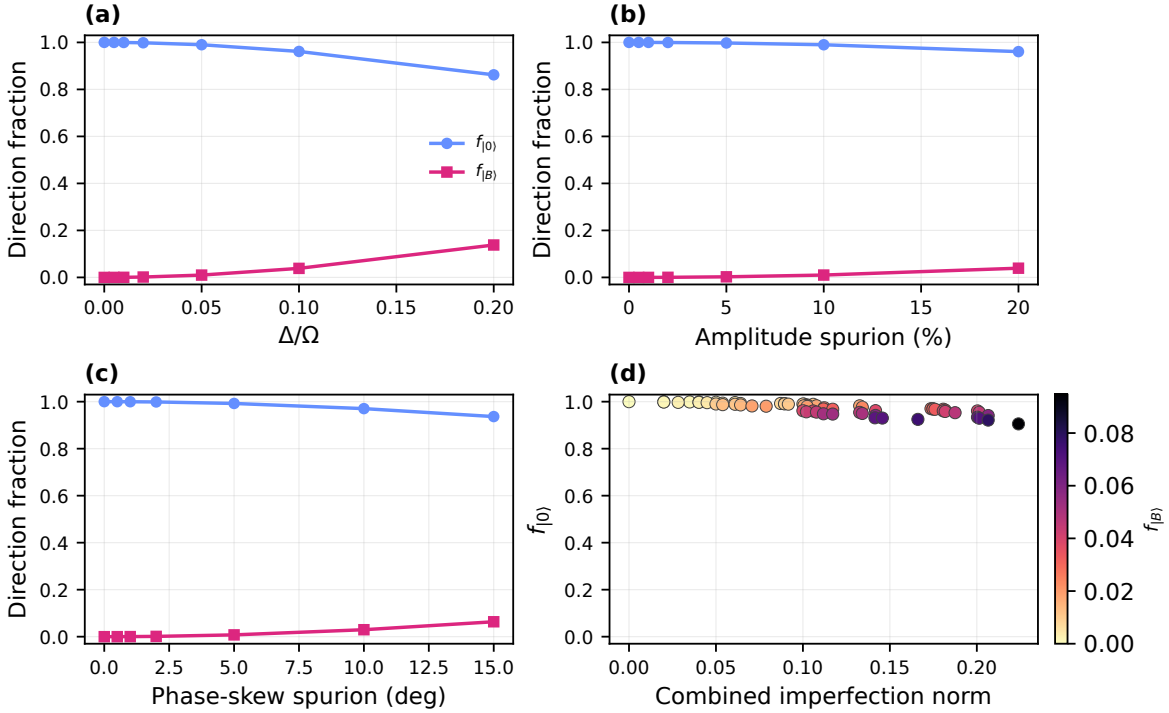 (a)
Direction fraction
1.0
0.8
0.6
0.4
0.2
0.0
f|0⟩
f|B⟩
0.00 0.05 0.10 0.15 0.20
Δ/Ω
(b)
Direction fraction
1.0
0.8
0.6
0.4
0.2
0.0
0 5 10 15 20
Amplitude spurion (%)
(c)
Direction fraction
1.0
0.8
0.6
0.4
0.2
0.0
0.0 2.5 5.0 7.5 10.0 12.5 15.0
Phase-skew spurion (deg)
(d)
f|0⟩
1.0
0.8
0.6
0.4
0.2
0.0
0.00 0.05 0.10 0.15 0.20
Combined imperfection norm
0.08
0.06
0.04
0.02
0.00
f|B⟩